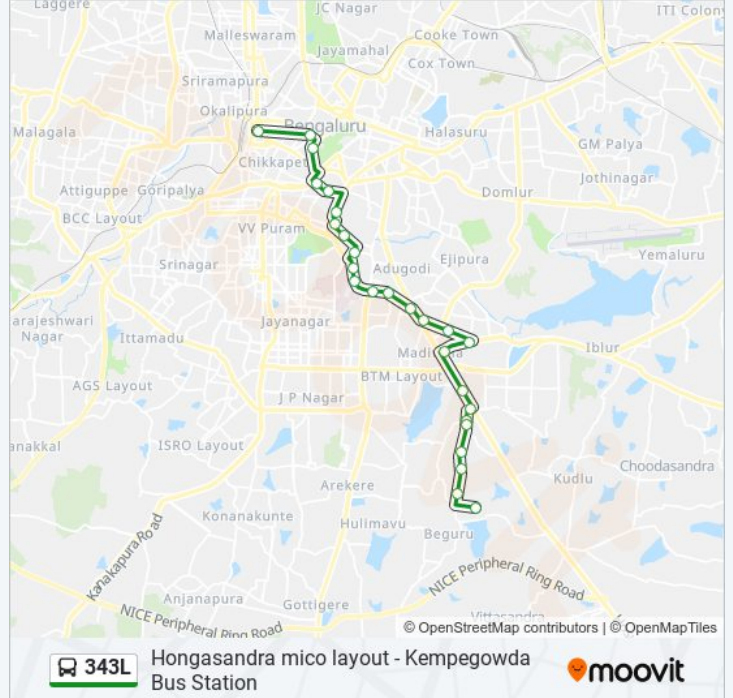 Laggere
JC Nagar
ITI Colony
Malleswaram
Cooke Town
Jayamahal
Cox Town
Sriramapura
Okalipura
Bengaluru
Malagala
Halasuru
GM Palya
Chikkapet
Jothinagar
Attiguppe
Goripalya
Domlur
BCC Layout
VV Puram
Yemaluru
Srinagar
Adugodi
Ejipura
arajeshwari
Nagar
Jayanagar
Ittamadu
Iblur
BTM Layout
AGS Layout
J P Nagar
anakkal
ISRO Layout
Choodasandra
Arekere
Kudlu
Konanakunte
Hulimavu
Beguru
Kanakapura Road
NICE Peripheral Ring Road
Anjanapura
Gottigere
NICE Peripheral Ring Road
Vittasandra
© OpenStreetMap contributors | © OpenMapTiles
343L
Hongasandra mico layout - Kempegowda
Bus Station
moovit